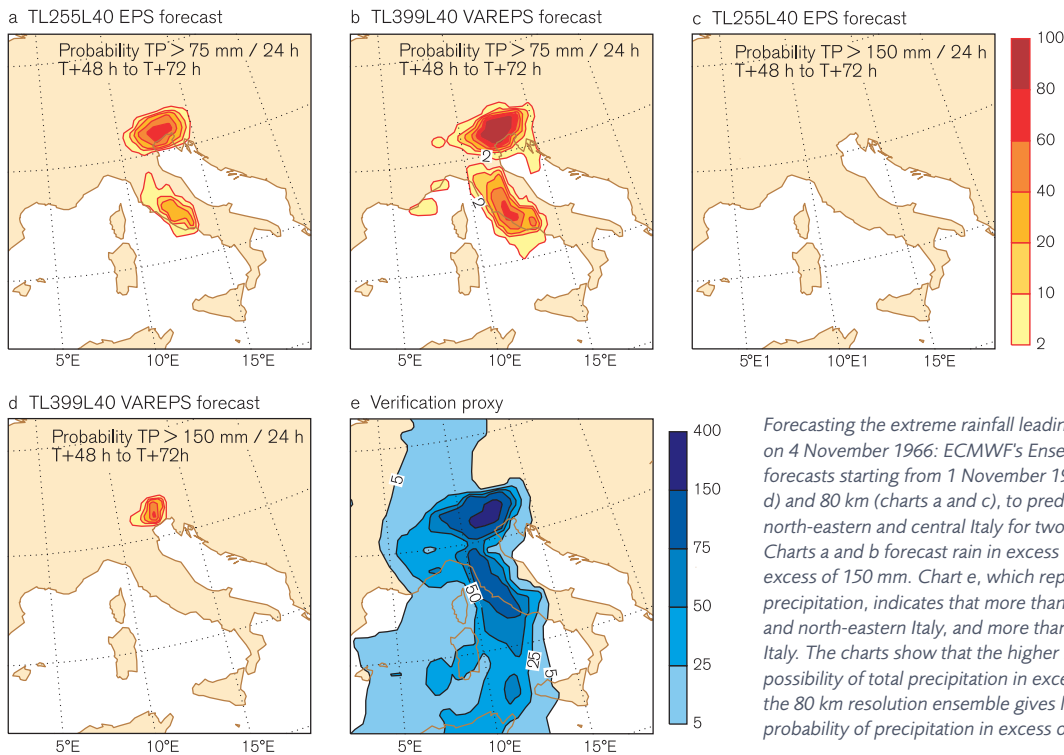 a TL255L40 EPS forecast
Probability TP > 75 mm / 24 h
T+48 h to T+72 h
5°E 10°E 15°E
b TL399L40 VAREPS forecast
Probability TP > 75 mm / 24 h
T+48 h to T+72 h
2
2
5°E 10°E 15°E
c TL255L40 EPS forecast
Probability TP > 150 mm / 24 h
T+48 h to T+72 h
5°E1 10°E1 15°E
100
80
60
40
20
10
2
d TL399L40 VAREPS forecast
Probability TP > 150 mm / 24 h
T+48 h to T+72h
5°E 10°E 15°E
e Verification proxy
5
50
25
5
5°E 10°E 15°E
400
150
75
50
25
5
Forecasting the extreme rainfall leadin
on 4 November 1966: ECMWF's Ense
forecasts starting from 1 November 19
d) and 80 km (charts a and c), to pred
north-eastern and central Italy for two
Charts a and b forecast rain in excess
excess of 150 mm. Chart e, which rep
precipitation, indicates that more than
and north-eastern Italy, and more than
Italy. The charts show that the higher
possibility of total precipitation in exce
the 80 km resolution ensemble gives l
probability of precipitation in excess